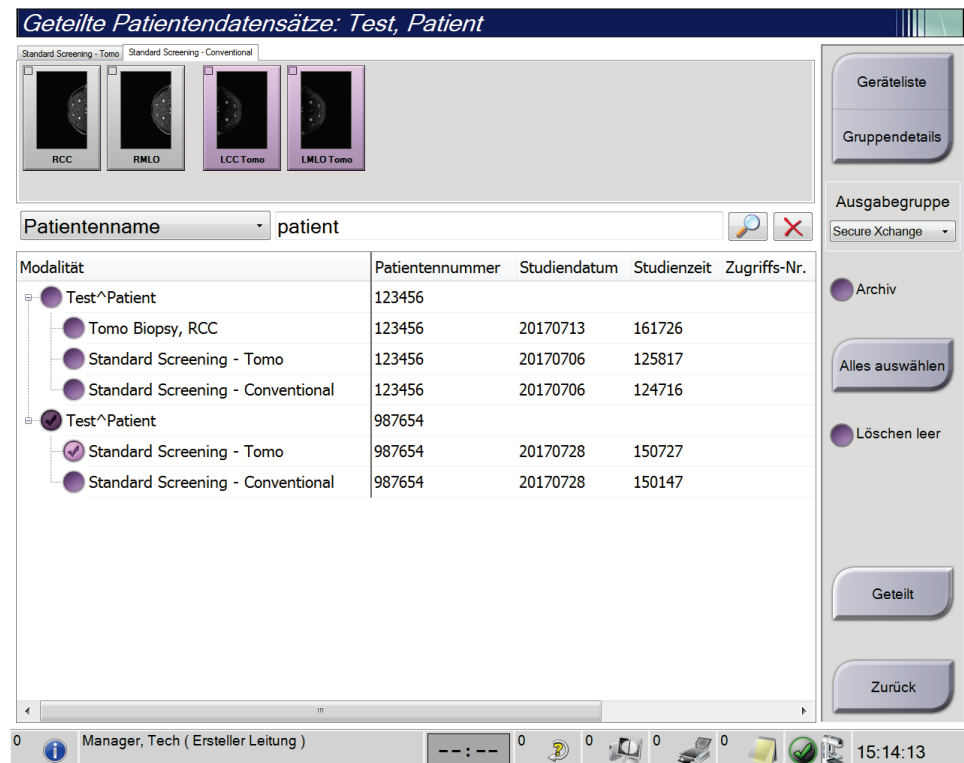 Geteilte Patientendatensätze: Test, Patient
Standard Screening - Tomo Standard Screening - Conventional
RCC RMLO LCC Tomo LMLO Tomo
Geräteliste
Gruppendetails
Ausgabegruppe
Secure Xchange
Patientenname patient
Modalität Patientennummer Studiendatum Studienzeit Zugriffs-Nr.
Test^Patient 123456
Tomo Biopsy, RCC 123456 20170713 161726
Standard Screening - Tomo 123456 20170706 125817
Standard Screening - Conventional 123456 20170706 124716
Test^Patient 987654
Standard Screening - Tomo 987654 20170728 150727
Standard Screening - Conventional 987654 20170728 150147
Archiv
Alles auswählen
Löschen leer
Geteilt
Zurück
0 Manager, Tech ( Ersteller Leitung ) --:-- 0 0 0 0 15:14:13